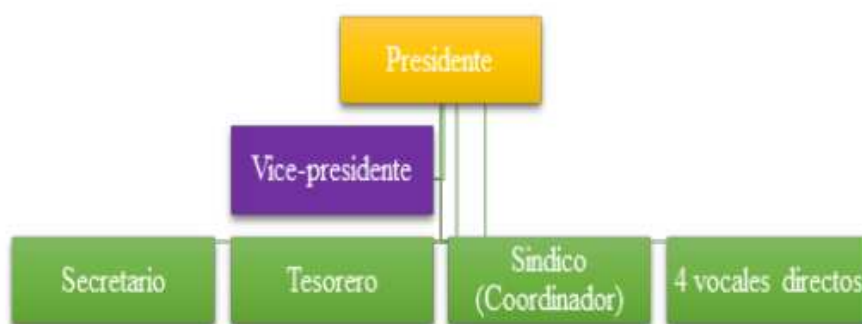 Presidente
Vice-presidente
Secretario
Tesorero
Sindico
(Coordinador)
4 vocales directos